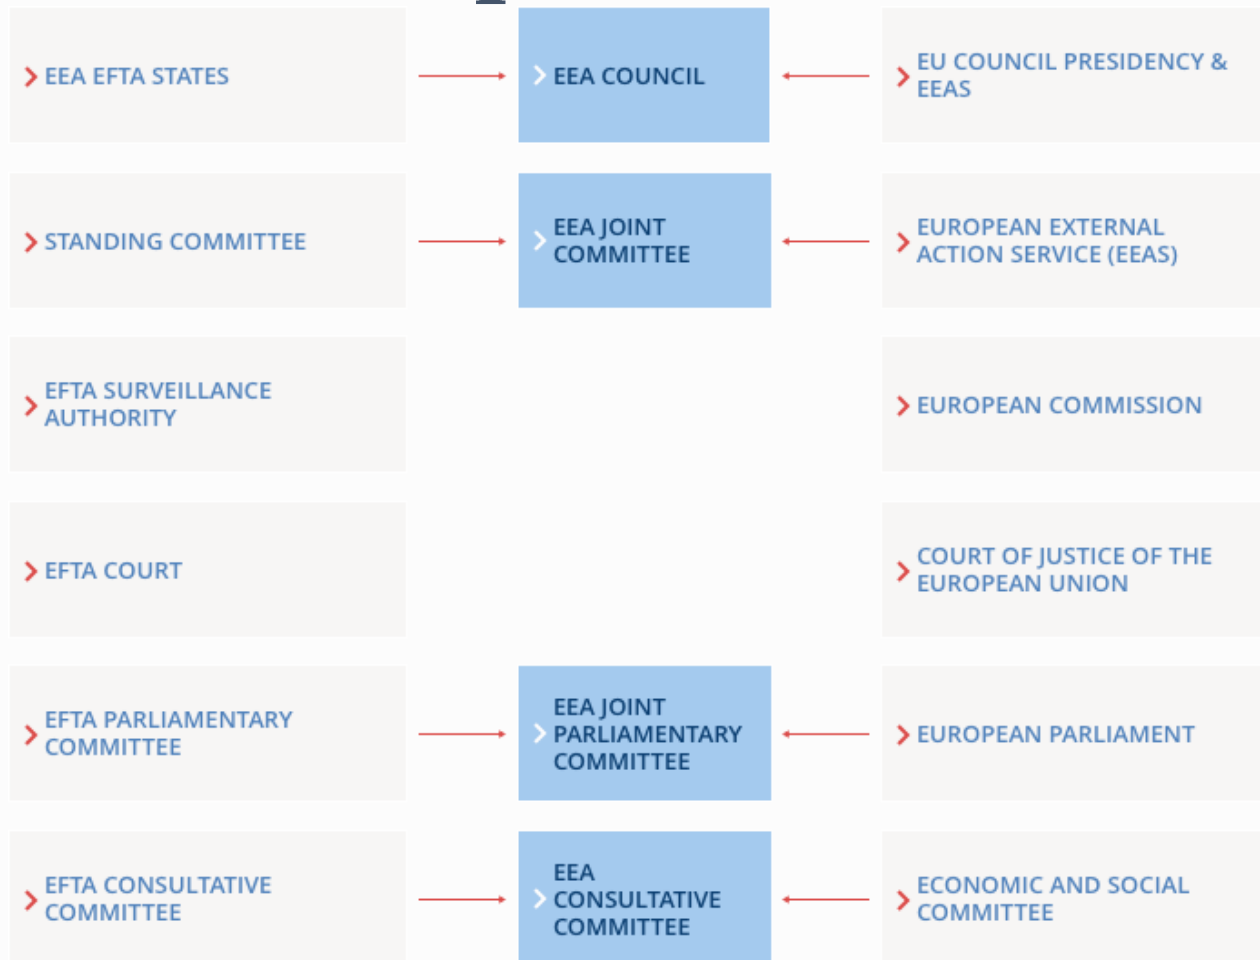 EEA EFTA STATES
EEA COUNCIL
EU COUNCIL PRESIDENCY &
EEAS
STANDING COMMITTEE
EEA JOINT
COMMITTEE
EUROPEAN EXTERNAL
ACTION SERVICE (EEAS)
EFTA SURVEILLANCE
AUTHORITY
EUROPEAN COMMISSION
EFTA COURT
COURT OF JUSTICE OF THE
EUROPEAN UNION
EFTA PARLIAMENTARY
COMMITTEE
EEA JOINT
PARLIAMENTARY
COMMITTEE
EUROPEAN PARLIAMENT
EFTA CONSULTATIVE
COMMITTEE
EEA
CONSULTATIVE
COMMITTEE
ECONOMIC AND SOCIAL
COMMITTEE